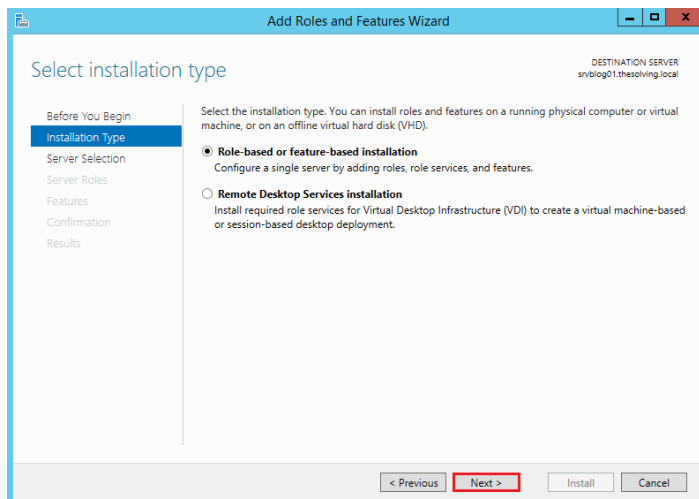 Add Roles and Features Wizard
Select installation type
DESTINATION SERVER
srvblog01.thesolving.local
Before You Begin
Installation Type
Server Selection
Server Roles
Features
Confirmation
Results
Select the installation type. You can install roles and features on a running physical computer or virtual
machine, or on an offline virtual hard disk (VHD).
Role-based or feature-based installation
Configure a single server by adding roles, role services, and features.
Remote Desktop Services installation
Install required role services for Virtual Desktop Infrastructure (VDI) to create a virtual machine-based
or session-based desktop deployment.
< Previous
Next >
Install
Cancel